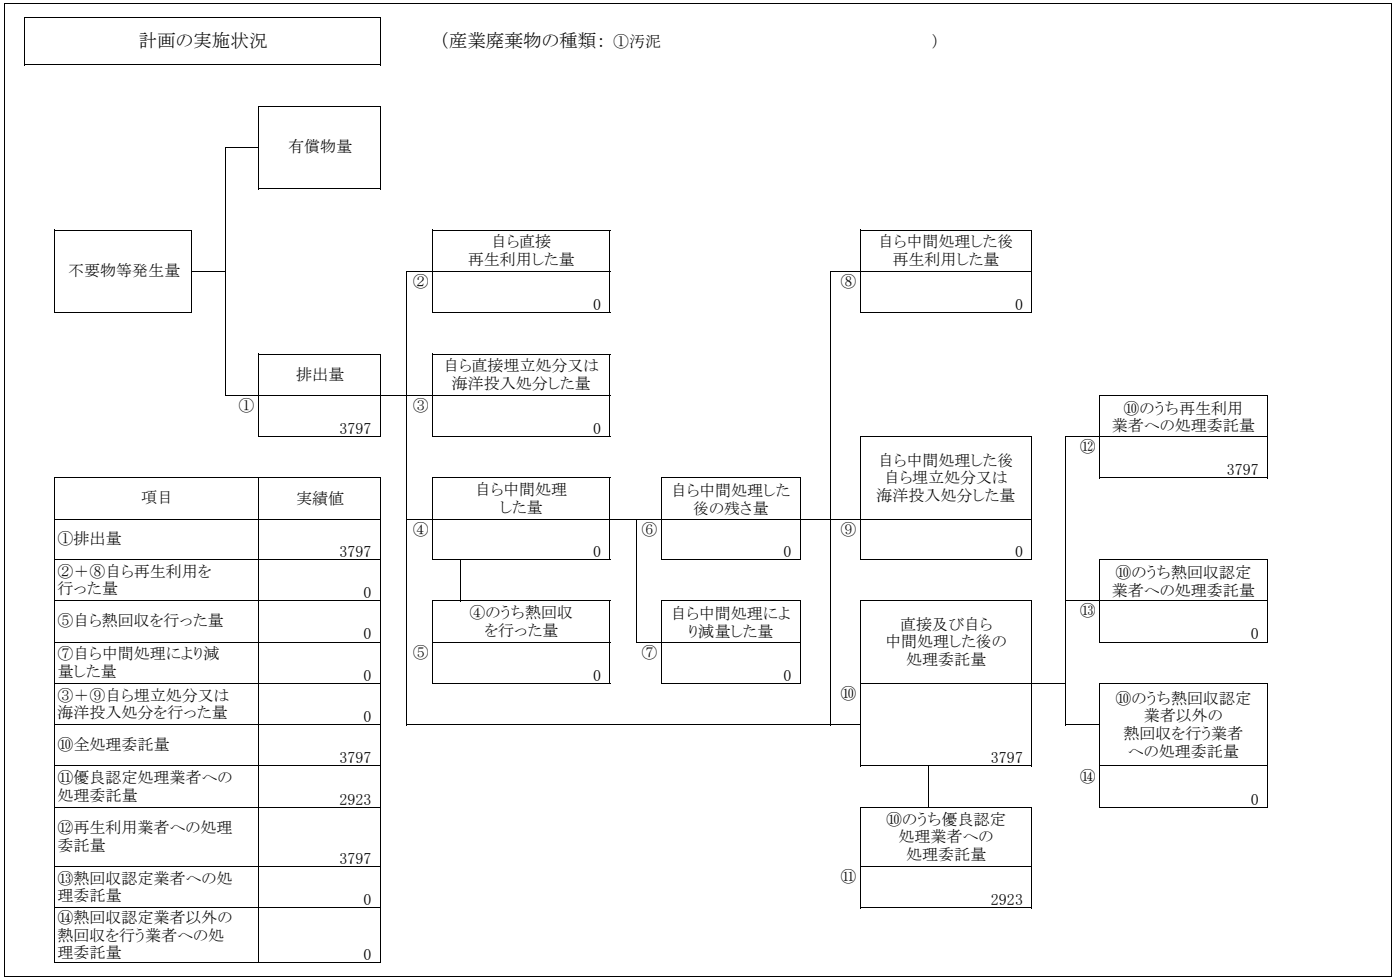 計画の実施状況
（産業廃棄物の種類：①汚泥　）
有償物量
不要物等発生量
自ら直接
再生利用した量
②
0
自ら中間処理した後
再生利用した量
⑧
0
排出量
①
3797
自ら直接埋立処分又は
海洋投入処分した量
③
0
⑩のうち再生利用
業者への処理委託量
⑫
3797
自ら中間処理
した量
④
0
自ら中間処理した
後の残さ量
⑥
0
自ら中間処理した後
自ら埋立処分又は
海洋投入処分した量
⑨
0
④のうち熱回収
を行った量
⑤
0
自ら中間処理によ
り減量した量
⑦
0
直接及び自ら
中間処理した後の
処理委託量
⑩
3797
⑩のうち熱回収認定
業者への処理委託量
⑬
0
⑩のうち熱回収認定
業者以外の
熱回収を行う業者
への処理委託量
⑭
0
⑩のうち優良認定
処理業者への
処理委託量
⑪
2923
項目
実績値
①排出量
3797
②＋⑧自ら再生利用を
行った量
0
⑤自ら熱回収を行った量
0
⑦自ら中間処理により減
量した量
0
③＋⑨自ら埋立処分又は
海洋投入処分を行った量
0
⑩全処理委託量
3797
⑪優良認定処理業者への
処理委託量
2923
⑫再生利用業者への処理
委託量
3797
⑬熱回収認定業者への処
理委託量
0
⑭熱回収認定業者以外の
熱回収を行う業者への処
理委託量
0